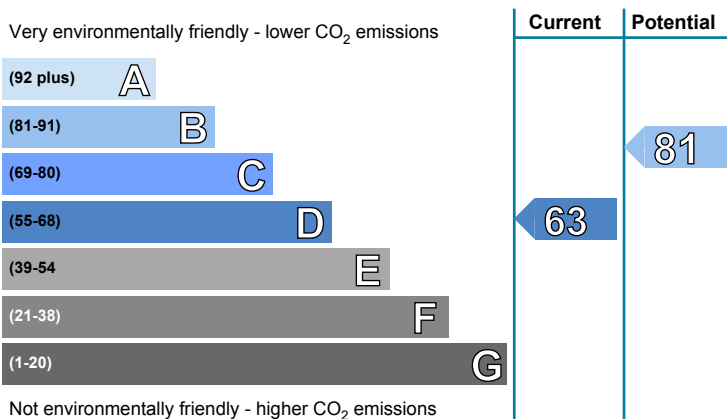 Current Potential
Very environmentally friendly - lower CO2 emissions
(92 plus) A
(81-91) B
81
(69-80) C
(55-68) D 63
(39-54 E
(21-38) F
(1-20) G
Not environmentally friendly - higher CO2 emissions